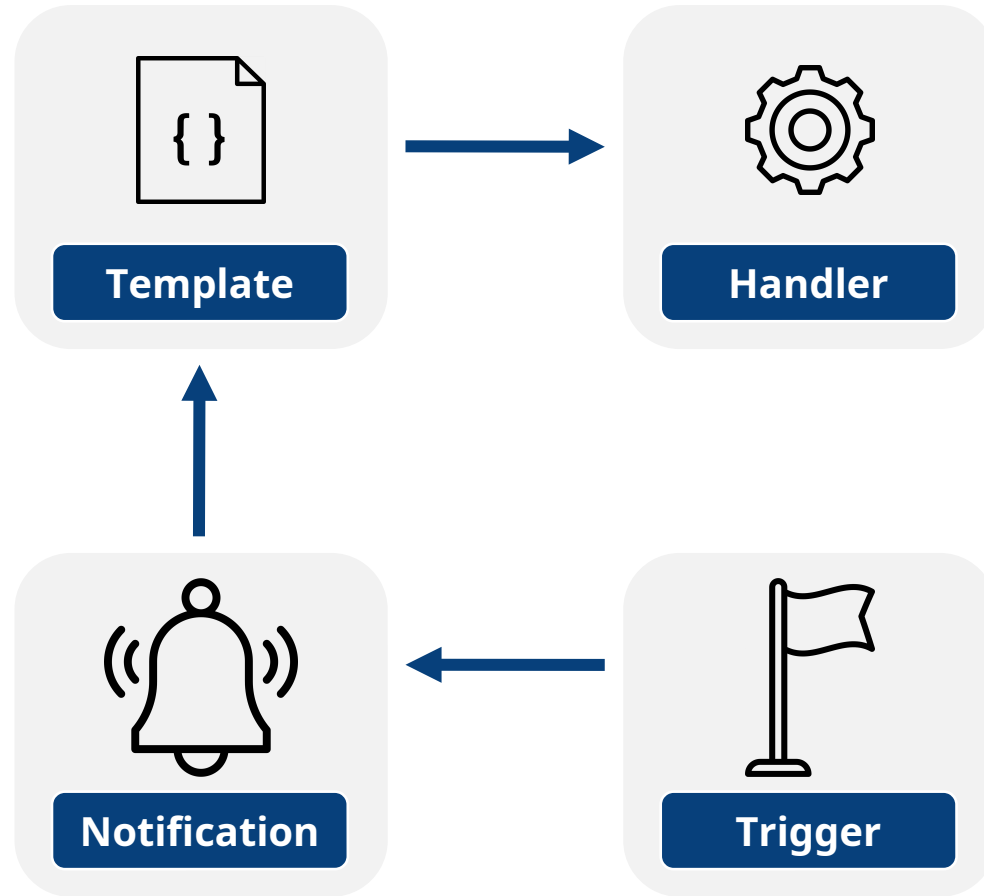 { }
Template
Handler
Notification
Trigger